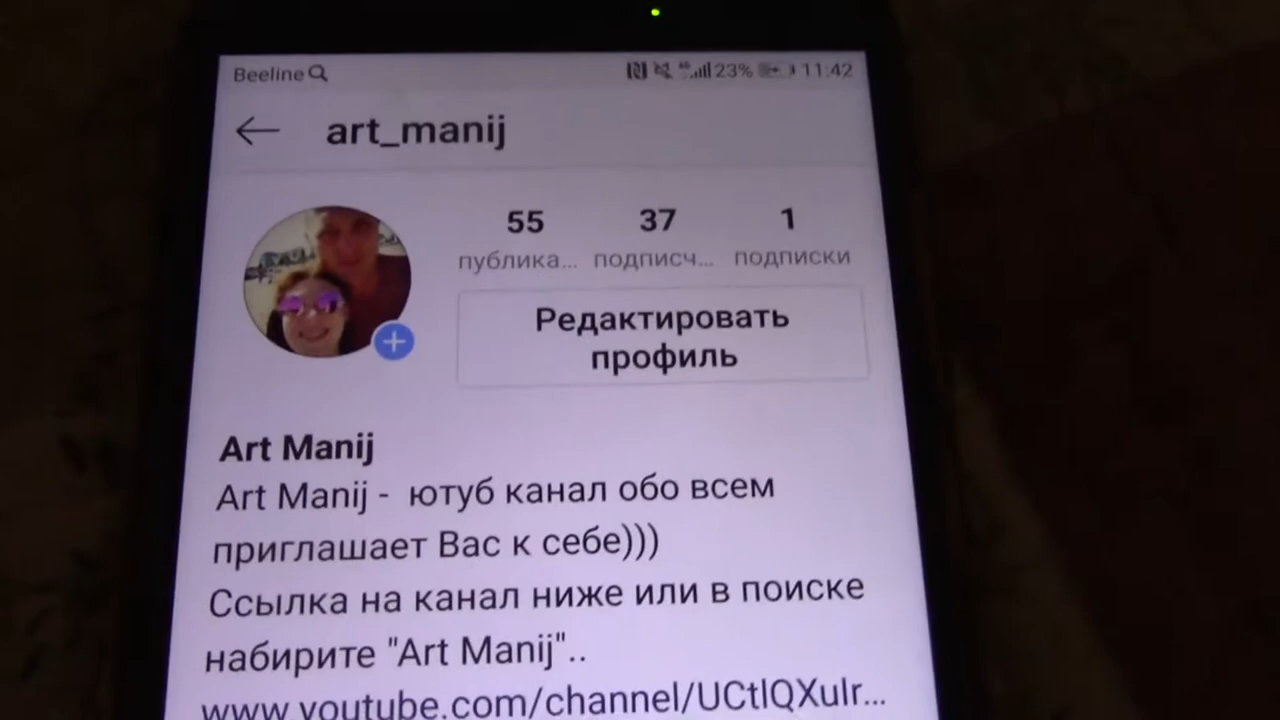 Beeline
23% 11:42
art_manij
55 37 1
публика... подписч... подписки
Редактировать
профиль
Art Manij
Art Manij - ютуб канал обо всем
приглашает Вас к себе)))
Ссылка на канал ниже или в поиске
набирите "Art Manij"..
www.youtube.com/channel/UCtlQXulr...